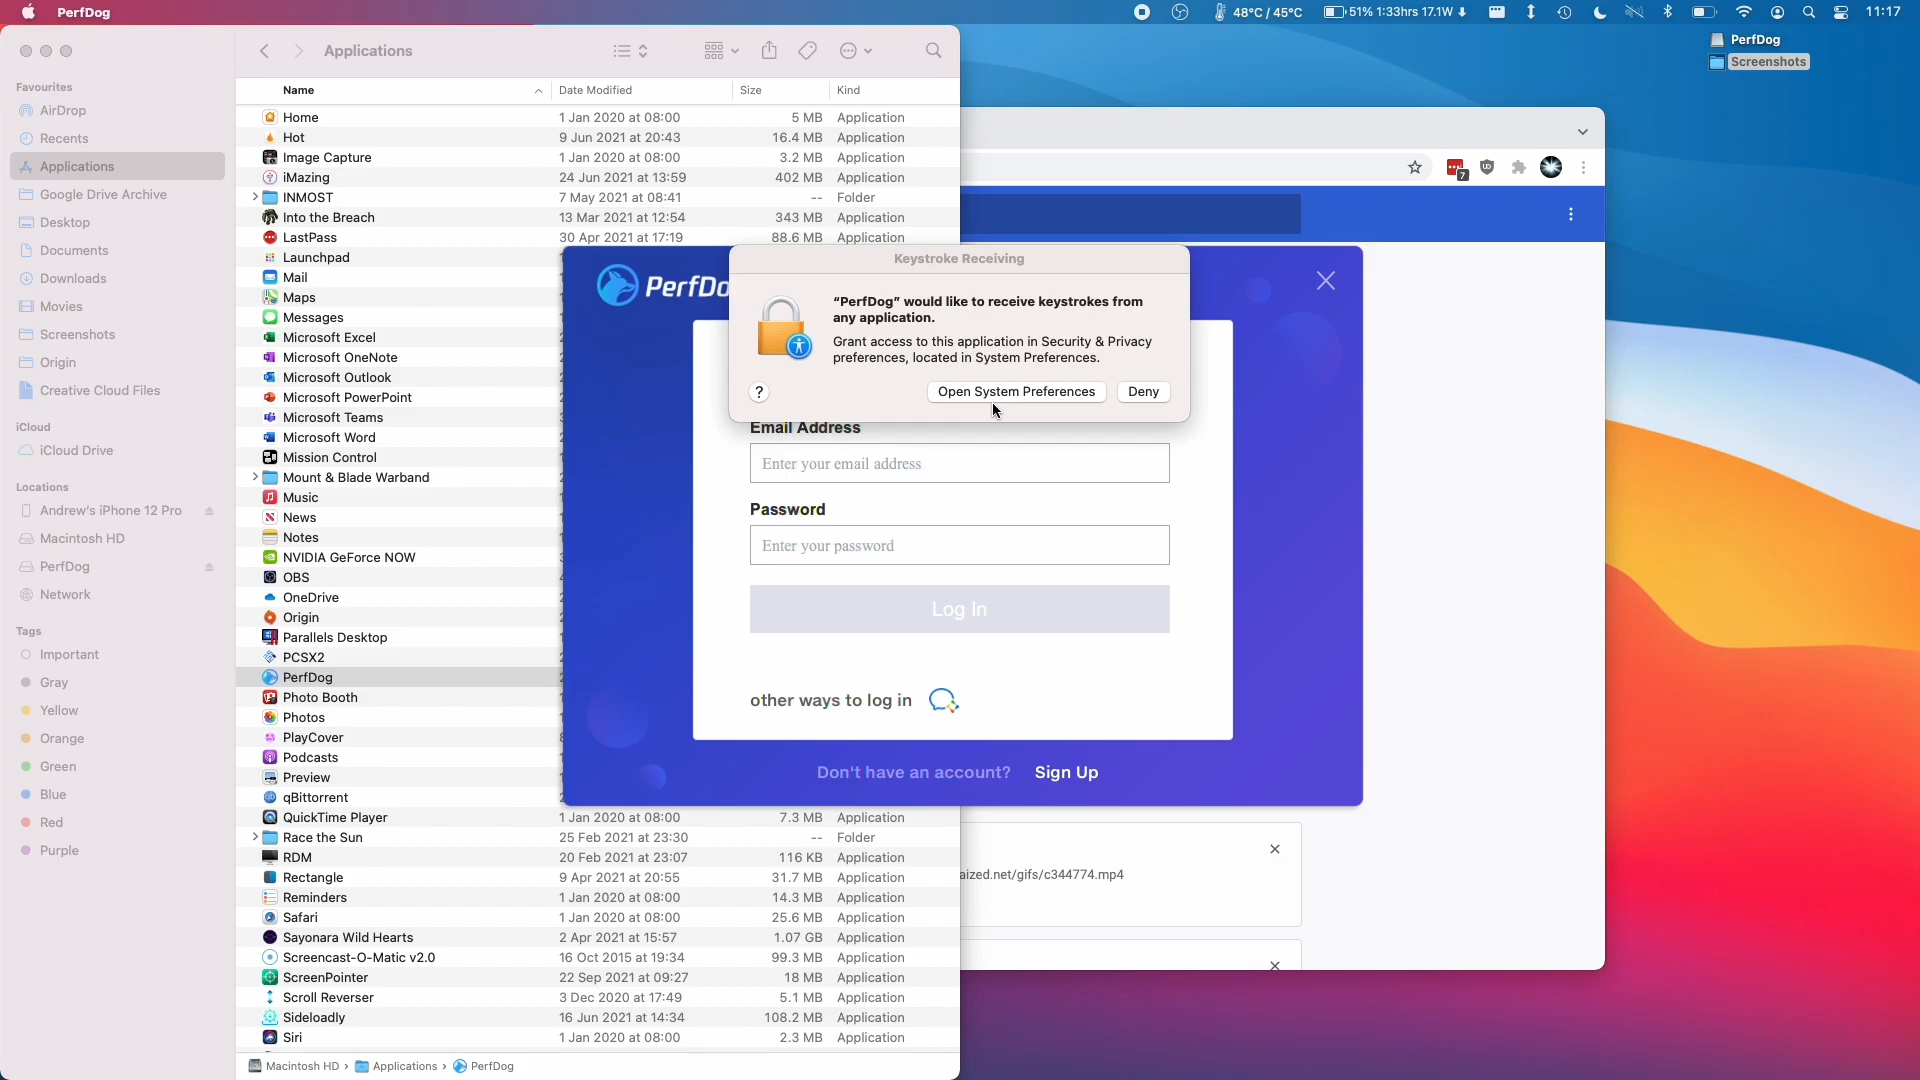 PerfDog
48°C / 45°C
51% 1:33hrs 17.1W
11:17
PerfDog
Screenshots
Applications
Favourites
AirDrop
Recents
Applications
Google Drive Archive
Desktop
Documents
Downloads
Movies
Screenshots
Origin
Creative Cloud Files
iCloud
iCloud Drive
Locations
Andrew's iPhone 12 Pro
Macintosh HD
PerfDog
Network
Tags
Important
Gray
Yellow
Orange
Green
Blue
Red
Purple
Name Date Modified Size Kind
Home 1 Jan 2020 at 08:00 5 MB Application
Hot 9 Jun 2021 at 20:43 16.4 MB Application
Image Capture 1 Jan 2020 at 08:00 3.2 MB Application
iMazing 24 Jun 2021 at 13:59 402 MB Application
INMOST 7 May 2021 at 08:41 -- Folder
Into the Breach 13 Mar 2021 at 12:54 343 MB Application
LastPass 30 Apr 2021 at 17:19 88.6 MB Application
Launchpad
Mail
Maps
Messages
Microsoft Excel
Microsoft OneNote
Microsoft Outlook
Microsoft PowerPoint
Microsoft Teams
Microsoft Word
Mission Control
Mount & Blade Warband
Music
News
Notes
NVIDIA GeForce NOW
OBS
OneDrive
Origin
Parallels Desktop
PCSX2
PerfDog
Photo Booth
Photos
PlayCover
Podcasts
Preview
qBittorrent
QuickTime Player 1 Jan 2020 at 08:00 7.3 MB Application
Race the Sun 25 Feb 2021 at 23:30 -- Folder
RDM 20 Feb 2021 at 23:07 116 KB Application
Rectangle 9 Apr 2021 at 20:55 31.7 MB Application
Reminders 1 Jan 2020 at 08:00 14.3 MB Application
Safari 1 Jan 2020 at 08:00 25.6 MB Application
Sayonara Wild Hearts 2 Apr 2021 at 15:57 1.07 GB Application
Screencast-O-Matic v2.0 16 Oct 2015 at 19:34 99.3 MB Application
ScreenPointer 22 Sep 2021 at 09:27 18 MB Application
Scroll Reverser 3 Dec 2020 at 17:49 5.1 MB Application
Sideloadly 16 Jun 2021 at 14:34 108.2 MB Application
Siri 1 Jan 2020 at 08:00 2.3 MB Application
Macintosh HD › Applications › PerfDog
7
PerfDo
Keystroke Receiving
“PerfDog” would like to receive keystrokes from
any application.
Grant access to this application in Security & Privacy
preferences, located in System Preferences.
? Open System Preferences Deny
Email Address
Enter your email address
Password
Enter your password
Log In
other ways to log in
Don't have an account? Sign Up
aized.net/gifs/c344774.mp4